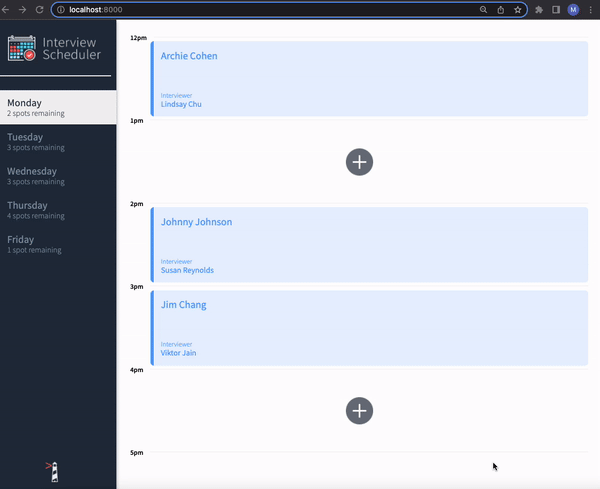 localhost:8000
M
Interview
Scheduler
Monday
2 spots remaining
Tuesday
3 spots remaining
Wednesday
3 spots remaining
Thursday
4 spots remaining
Friday
1 spot remaining
12pm
Archie Cohen
Interviewer
Lindsay Chu
1pm
2pm
Johnny Johnson
Interviewer
Susan Reynolds
3pm
Jim Chang
Interviewer
Viktor Jain
4pm
5pm